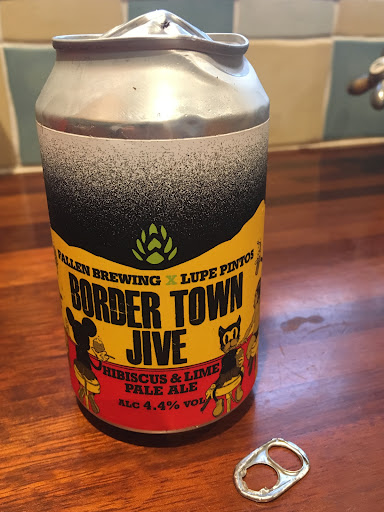 FALLEN BREWING X LUPE PINTOS
BORDER TOWN
JIVE
HIBISCUS & LIME
PALE ALE
ALC 4.4% VOL